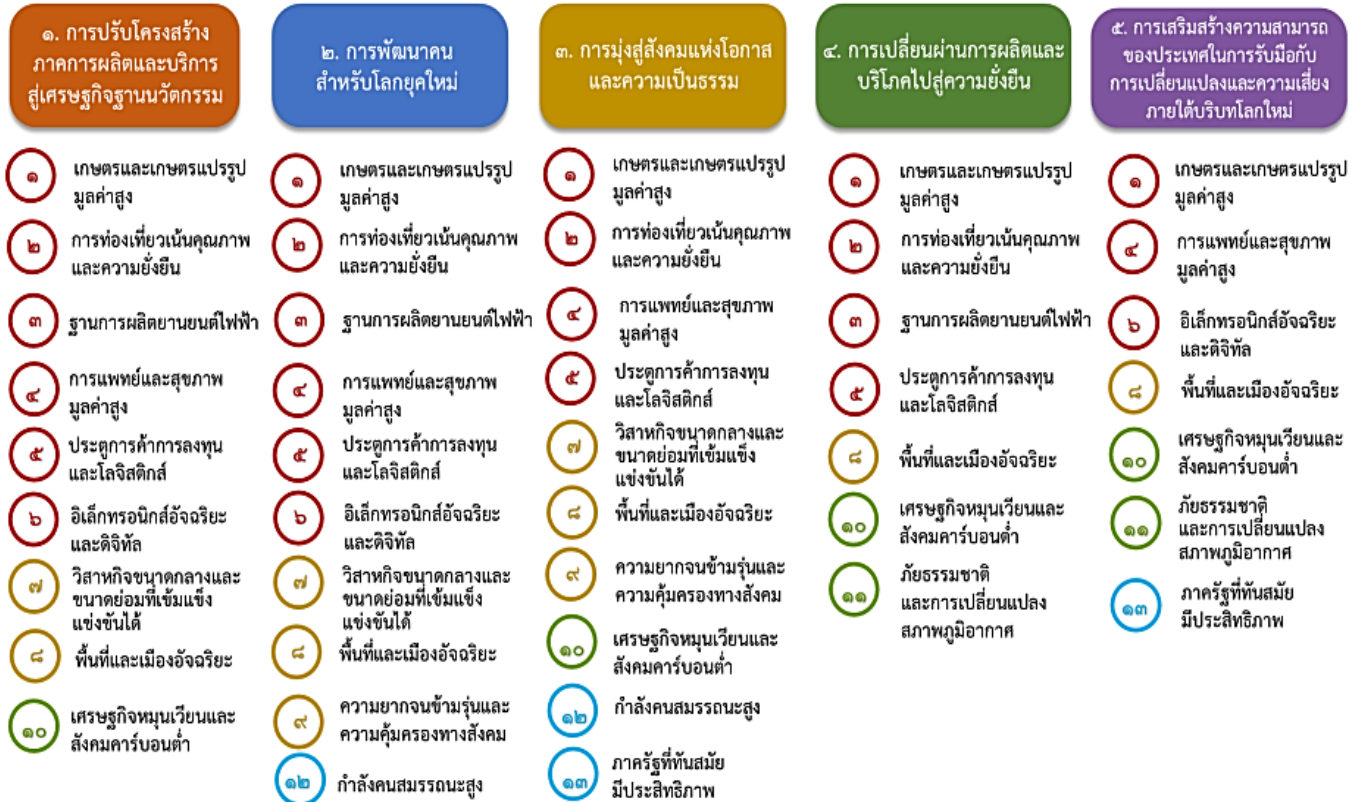 ๑. การปรับโครงสร้าง
ภาคการผลิตและบริการ
สู่เศรษฐกิจฐานนวัตกรรม
๑
เกษตรและเกษตรแปรรูป
มูลค่าสูง
๒
การท่องเที่ยวเน้นคุณภาพ
และความยั่งยืน
๓
ฐานการผลิตยานยนต์ไฟฟ้า
๔
การแพทย์และสุขภาพ
มูลค่าสูง
๕
ประตูการค้าการลงทุน
และโลจิสติกส์
๖
อิเล็กทรอนิกส์อัจฉริยะ
และดิจิทัล
๗
วิสาหกิจขนาดกลางและ
ขนาดย่อมที่เข้มแข็ง
แข่งขันได้
๘
พื้นที่และเมืองอัจฉริยะ
๑๐
เศรษฐกิจหมุนเวียนและ
สังคมคาร์บอนต่ำ
๒. การพัฒนาคน
สำหรับโลกยุคใหม่
๑
เกษตรและเกษตรแปรรูป
มูลค่าสูง
๒
การท่องเที่ยวเน้นคุณภาพ
และความยั่งยืน
๓
ฐานการผลิตยานยนต์ไฟฟ้า
๔
การแพทย์และสุขภาพ
มูลค่าสูง
๕
ประตูการค้าการลงทุน
และโลจิสติกส์
๖
อิเล็กทรอนิกส์อัจฉริยะ
และดิจิทัล
๗
วิสาหกิจขนาดกลางและ
ขนาดย่อมที่เข้มแข็ง
แข่งขันได้
๘
พื้นที่และเมืองอัจฉริยะ
๙
ความยากจนข้ามรุ่นและ
ความคุ้มครองทางสังคม
๑๒
กำลังคนสมรรถนะสูง
๓. การมุ่งสู่สังคมแห่งโอกาส
และความเป็นธรรม
๑
เกษตรและเกษตรแปรรูป
มูลค่าสูง
๒
การท่องเที่ยวเน้นคุณภาพ
และความยั่งยืน
๔
การแพทย์และสุขภาพ
มูลค่าสูง
๕
ประตูการค้าการลงทุน
และโลจิสติกส์
๗
วิสาหกิจขนาดกลางและ
ขนาดย่อมที่เข้มแข็ง
แข่งขันได้
๘
พื้นที่และเมืองอัจฉริยะ
๙
ความยากจนข้ามรุ่นและ
ความคุ้มครองทางสังคม
๑๐
เศรษฐกิจหมุนเวียนและ
สังคมคาร์บอนต่ำ
๑๒
กำลังคนสมรรถนะสูง
๑๓
ภาครัฐที่ทันสมัย
มีประสิทธิภาพ
๔. การเปลี่ยนผ่านการผลิตและ
บริโภคไปสู่ความยั่งยืน
๑
เกษตรและเกษตรแปรรูป
มูลค่าสูง
๒
การท่องเที่ยวเน้นคุณภาพ
และความยั่งยืน
๓
ฐานการผลิตยานยนต์ไฟฟ้า
๕
ประตูการค้าการลงทุน
และโลจิสติกส์
๘
พื้นที่และเมืองอัจฉริยะ
๑๐
เศรษฐกิจหมุนเวียนและ
สังคมคาร์บอนต่ำ
๑๑
ภัยธรรมชาติ
และการเปลี่ยนแปลง
สภาพภูมิอากาศ
๕. การเสริมสร้างความสามารถ
ของประเทศในการรับมือกับ
การเปลี่ยนแปลงและความเสี่ยง
ภายใต้บริบทโลกใหม่
๑
เกษตรและเกษตรแปรรูป
มูลค่าสูง
๔
การแพทย์และสุขภาพ
มูลค่าสูง
๖
อิเล็กทรอนิกส์อัจฉริยะ
และดิจิทัล
๘
พื้นที่และเมืองอัจฉริยะ
๑๐
เศรษฐกิจหมุนเวียนและ
สังคมคาร์บอนต่ำ
๑๑
ภัยธรรมชาติ
และการเปลี่ยนแปลง
สภาพภูมิอากาศ
๑๓
ภาครัฐที่ทันสมัย
มีประสิทธิภาพ